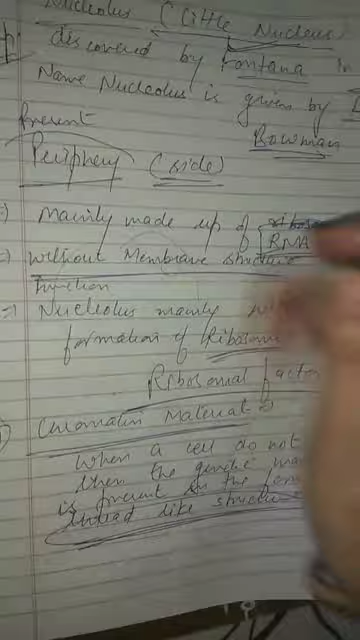 Nucleolus (Little Nucleus)
discovered by Fontana in
Name Nucleolus is given by
Bowman
Present
Periphery (side)
Mainly made up of
RNA
without Membrane structure
Function
Nucleolus mainly
formation of Ribosome
Ribosomal factor
Chromatin Material
When a cell do not
then the genetic
is present in the form
thread like structure